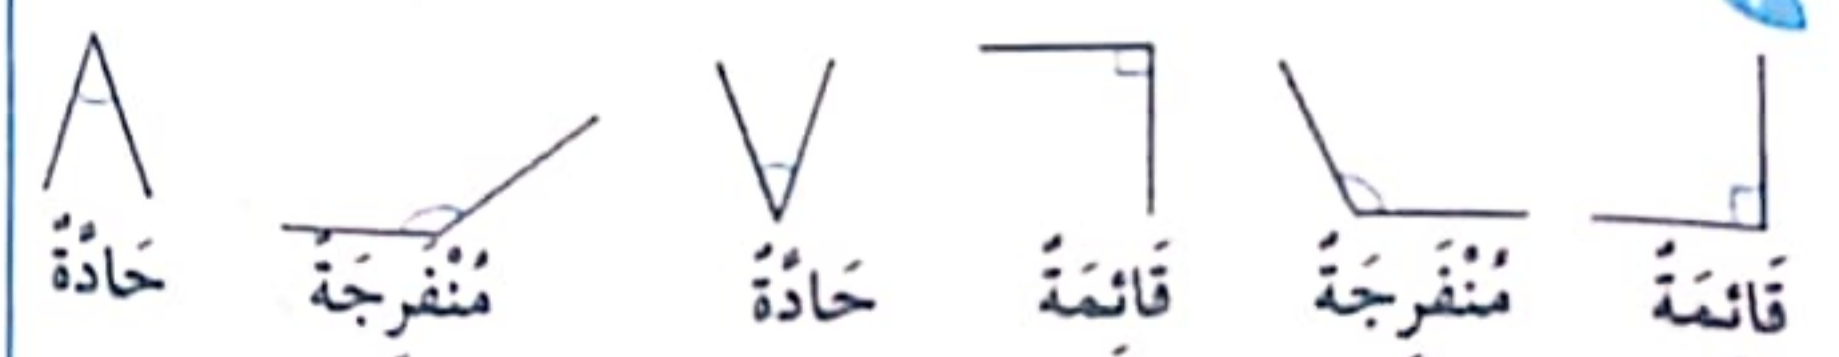 قَائِمَةٌ مُنْفَرِجَةٌ قَائِمَةٌ حَادَّةٌ مُنْفَرِجَةٌ حَادَّةٌ